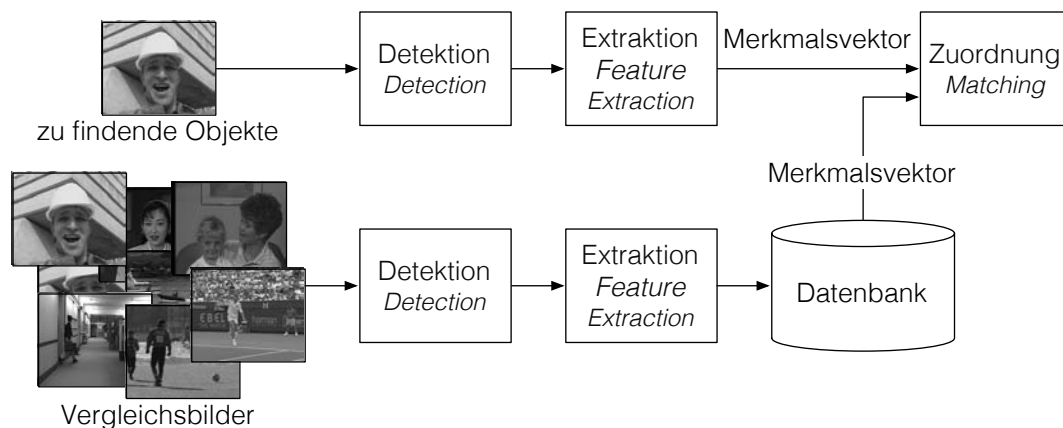 Detektion
Detection
Extraktion
Feature
Extraction
Merkmalsvektor
Zuordnung
Matching
zu findende Objekte
Merkmalsvektor
Detektion
Detection
Extraktion
Feature
Extraction
Datenbank
EBEL
Vergleichsbilder